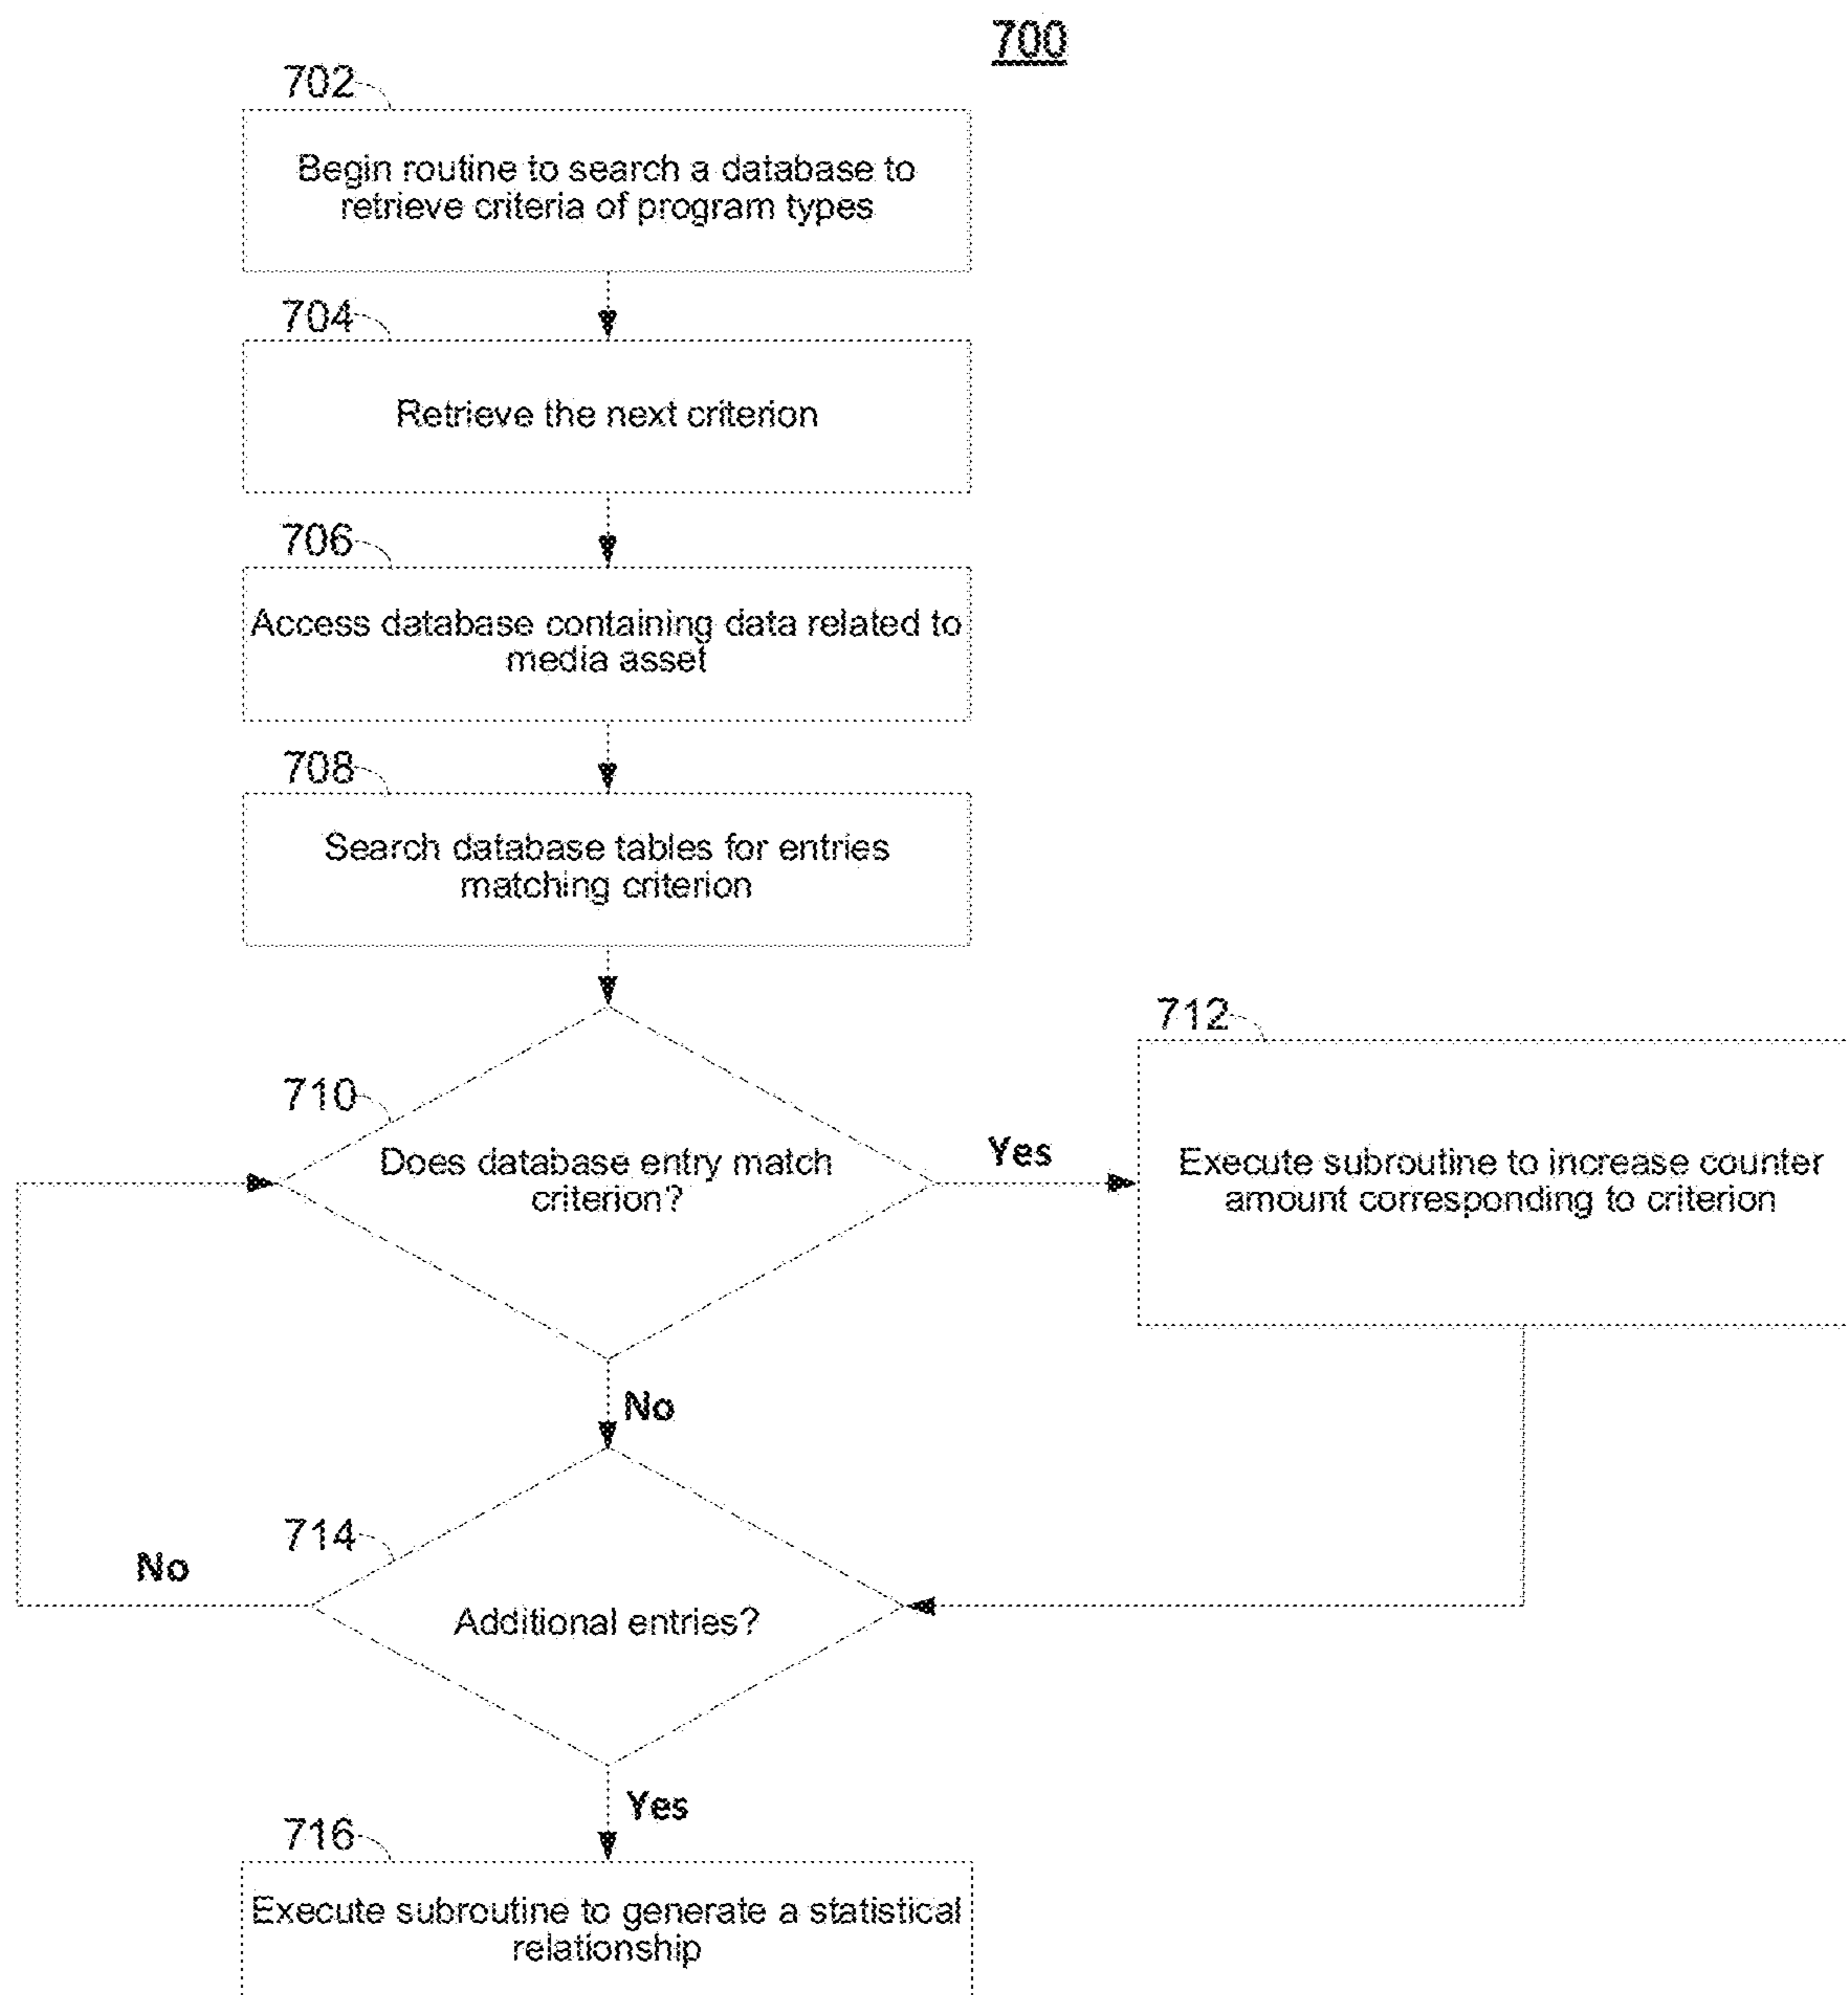 700
702
Begin routine to search a database to
retrieve criteria of program types
704
Retrieve the next criterion
706
Access database containing data related to
media asset
708
Search database tables for entries
matching criterion
710
Does database entry match
criterion?
Yes
712
Execute subroutine to increase counter
amount corresponding to criterion
No
714
No
Additional entries?
Yes
716
Execute subroutine to generate a statistical
relationship